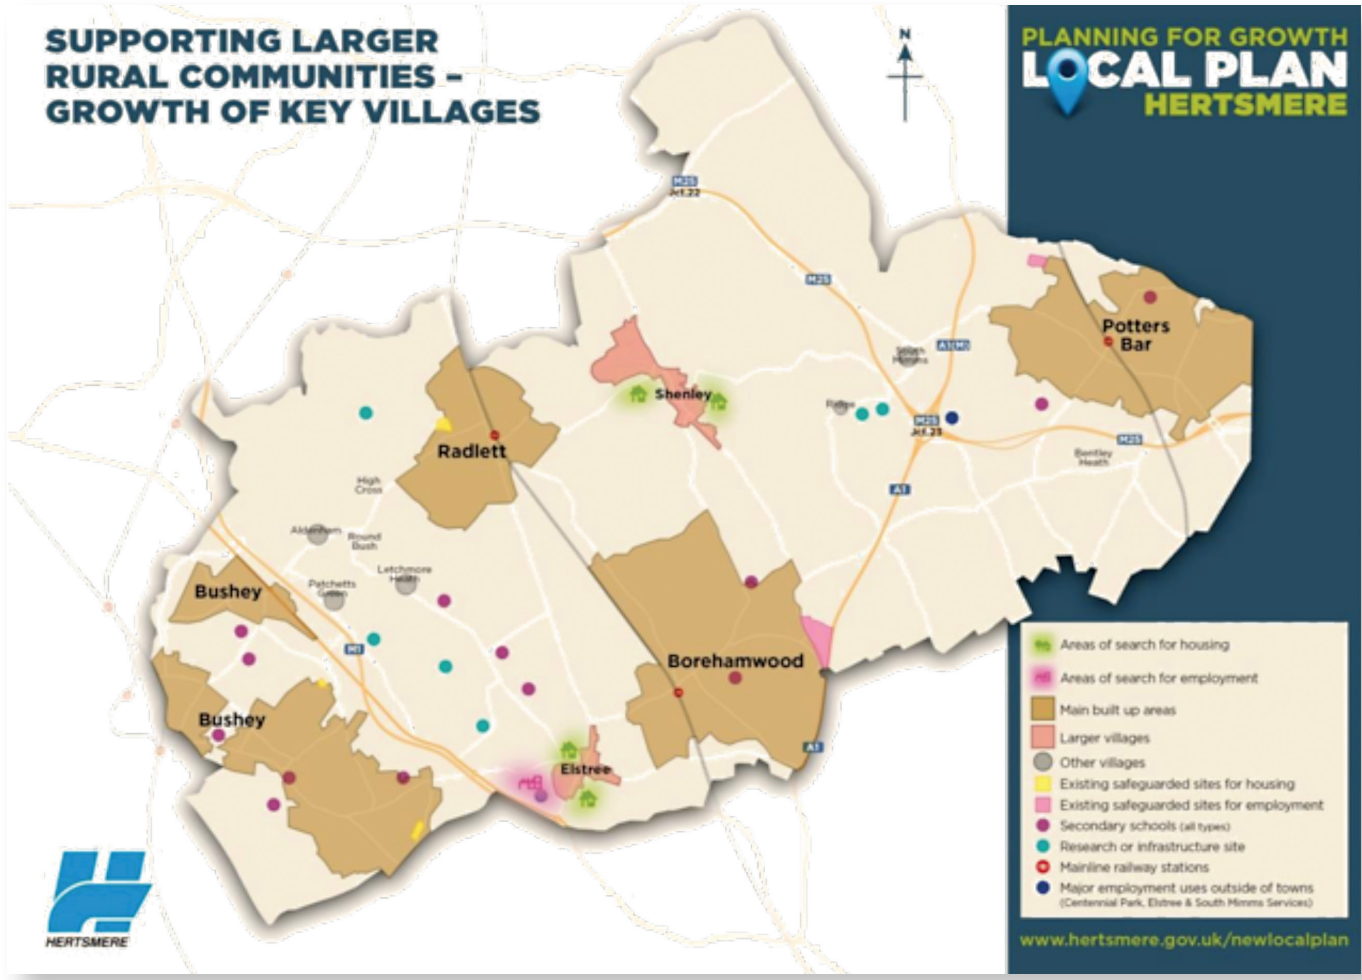 SUPPORTING LARGER
RURAL COMMUNITIES –
GROWTH OF KEY VILLAGES
N
PLANNING FOR GROWTH
LOCAL PLAN
HERTSMERE
M25
Jct.22
M25
South
Mimms
A1(M)
Potters
Bar
Shenley
Ridge
M25
Jct.23
M25
Bentley
Heath
Radlett
High
Cross
A1
Aldenham
Round
Bush
Letchmore
Heath
Patchetts
Green
Bushey
M1
Borehamwood
Bushey
A1
Elstree
Areas of search for housing
Areas of search for employment
Main built up areas
Larger villages
Other villages
Existing safeguarded sites for housing
Existing safeguarded sites for employment
Secondary schools (all types)
Research or infrastructure site
Mainline railway stations
Major employment uses outside of towns
(Centennial Park, Elstree & South Mimms Services)
HERTSMERE
www.hertsmere.gov.uk/newlocalplan